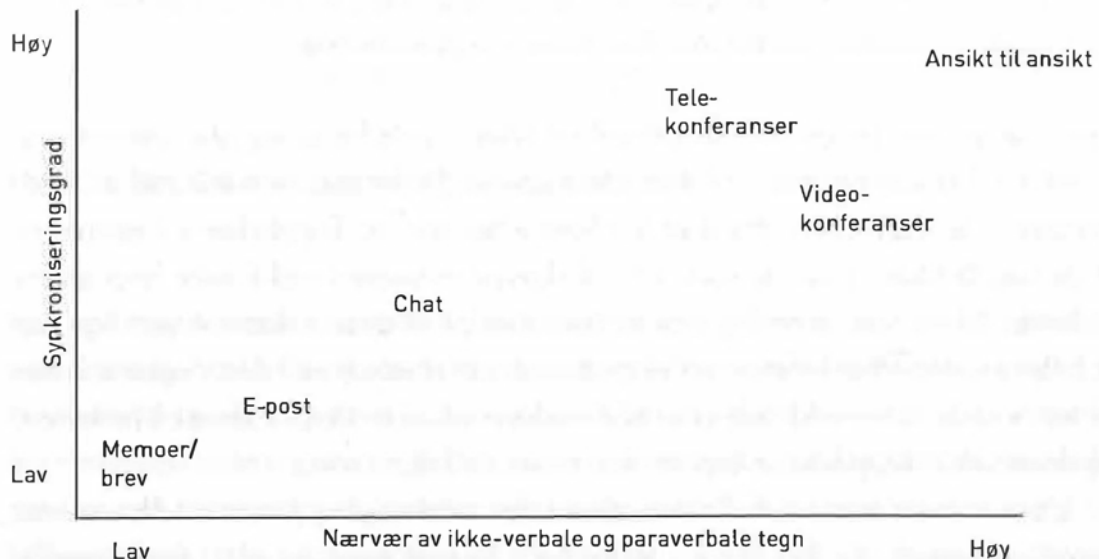 Høy
Ansikt til ansikt
Tele-
konferanser
Video-
konferanser
Synkroniseringsgrad
Chat
E-post
Memoer/
brev
Lav
Lav
Nærvær av ikke-verbale og paraverbale tegn
Høy